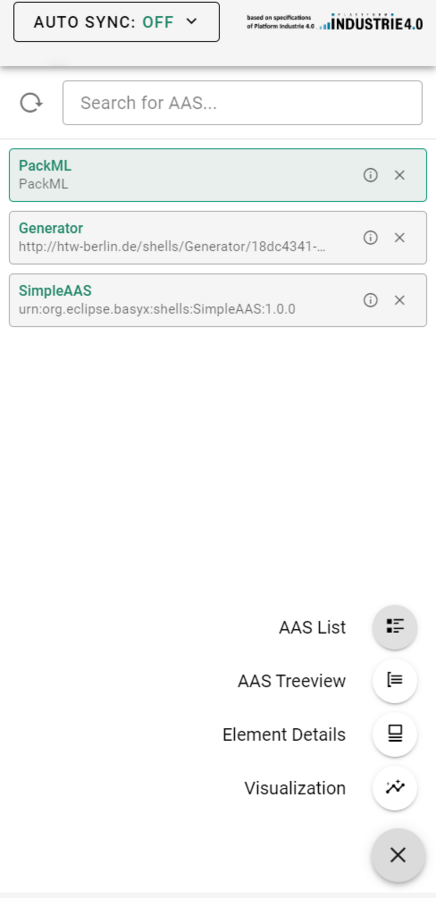 AUTO SYNC: OFF
based on specifications
of Platform Industrie 4.0
INDUSTRIE4.0
Search for AAS...
PackML
PackML
Generator
http://htw-berlin.de/shells/Generator/18dc4341-...
SimpleAAS
urn:org.eclipse.basyx:shells:SimpleAAS:1.0.0
AAS List
AAS Treeview
Element Details
Visualization